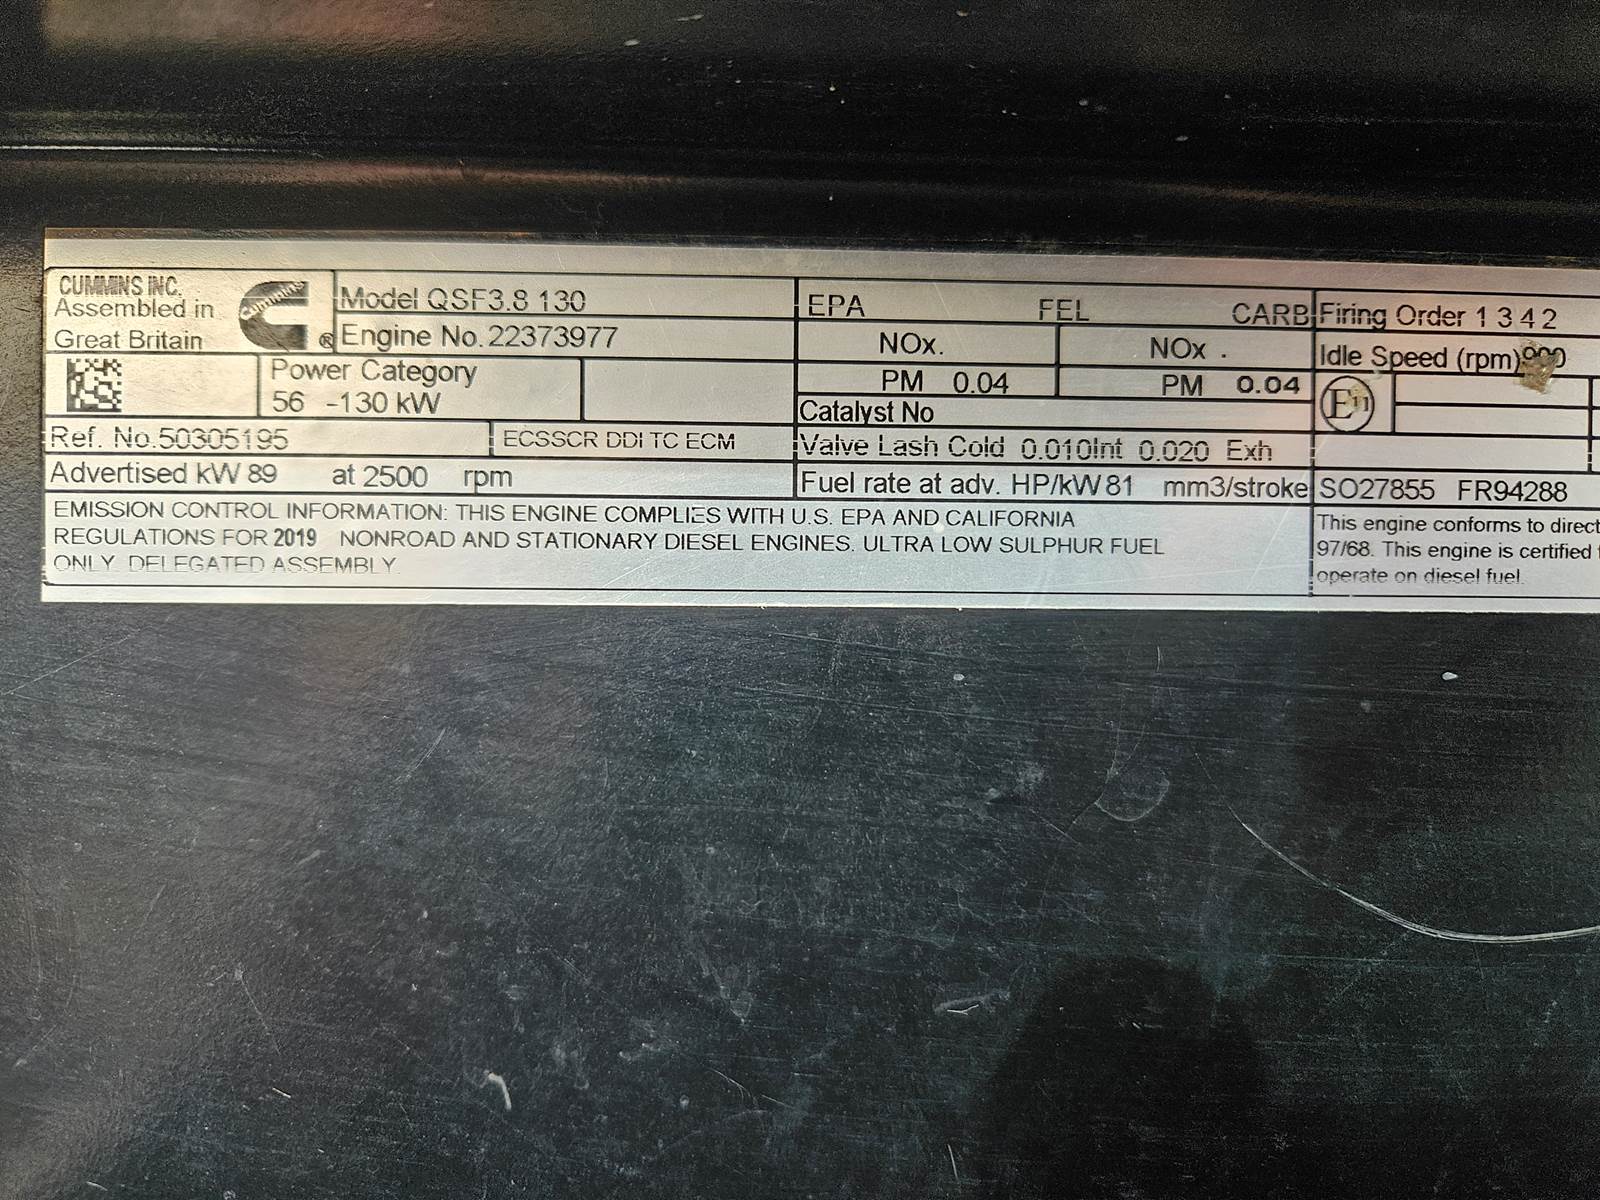 CUMMINS INC.
Assembled in
Great Britain
Cummins ®
Model QSF3.8 130
Engine No. 22373977
Power Category
56 -130 kW
Ref. No. 50305195
ECSSCR DDI TC ECM
Advertised kW 89 at 2500 rpm
EPA FEL CARB
NOx. NOx .
PM 0.04 PM 0.04
Catalyst No
Valve Lash Cold 0.010Int 0.020 Exh
Fuel rate at adv. HP/kW 81 mm3/stroke
Firing Order 1 3 4 2
Idle Speed (rpm)
E11
SO27855 FR94288
EMISSION CONTROL INFORMATION: THIS ENGINE COMPLIES WITH U.S. EPA AND CALIFORNIA
REGULATIONS FOR 2019 NONROAD AND STATIONARY DIESEL ENGINES. ULTRA LOW SULPHUR FUEL
ONLY. DELEGATED ASSEMBLY.
This engine conforms to direct
97/68. This engine is certified
operate on diesel fuel.